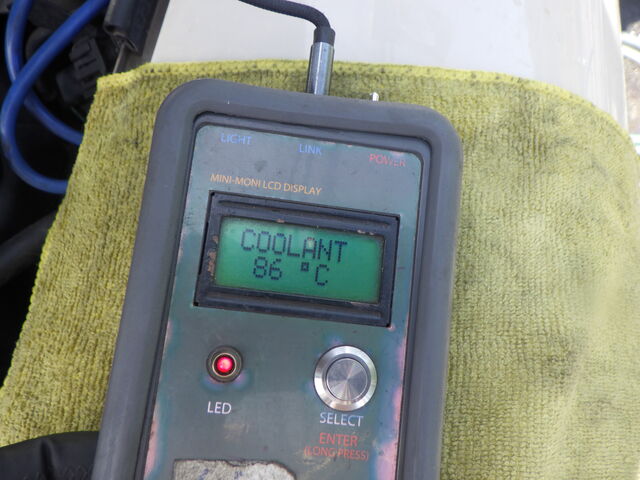 LIGHT
LINK
POWER
MINI-MONI LCD DISPLAY
COOLANT
86 °C
LED
SELECT
ENTER
(LONG PRESS)